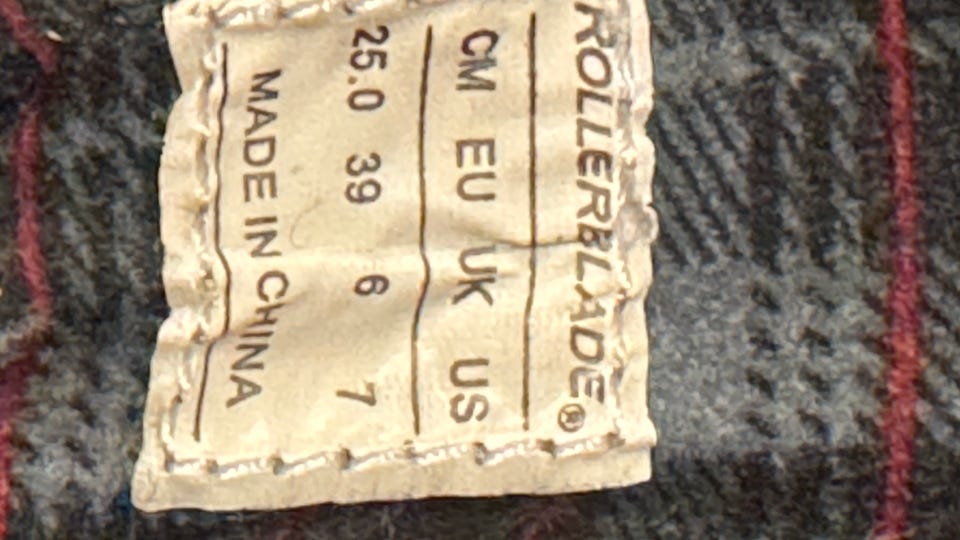 ROLLERBLADE®
CM EU UK US
25.0 39 6 7
MADE IN CHINA